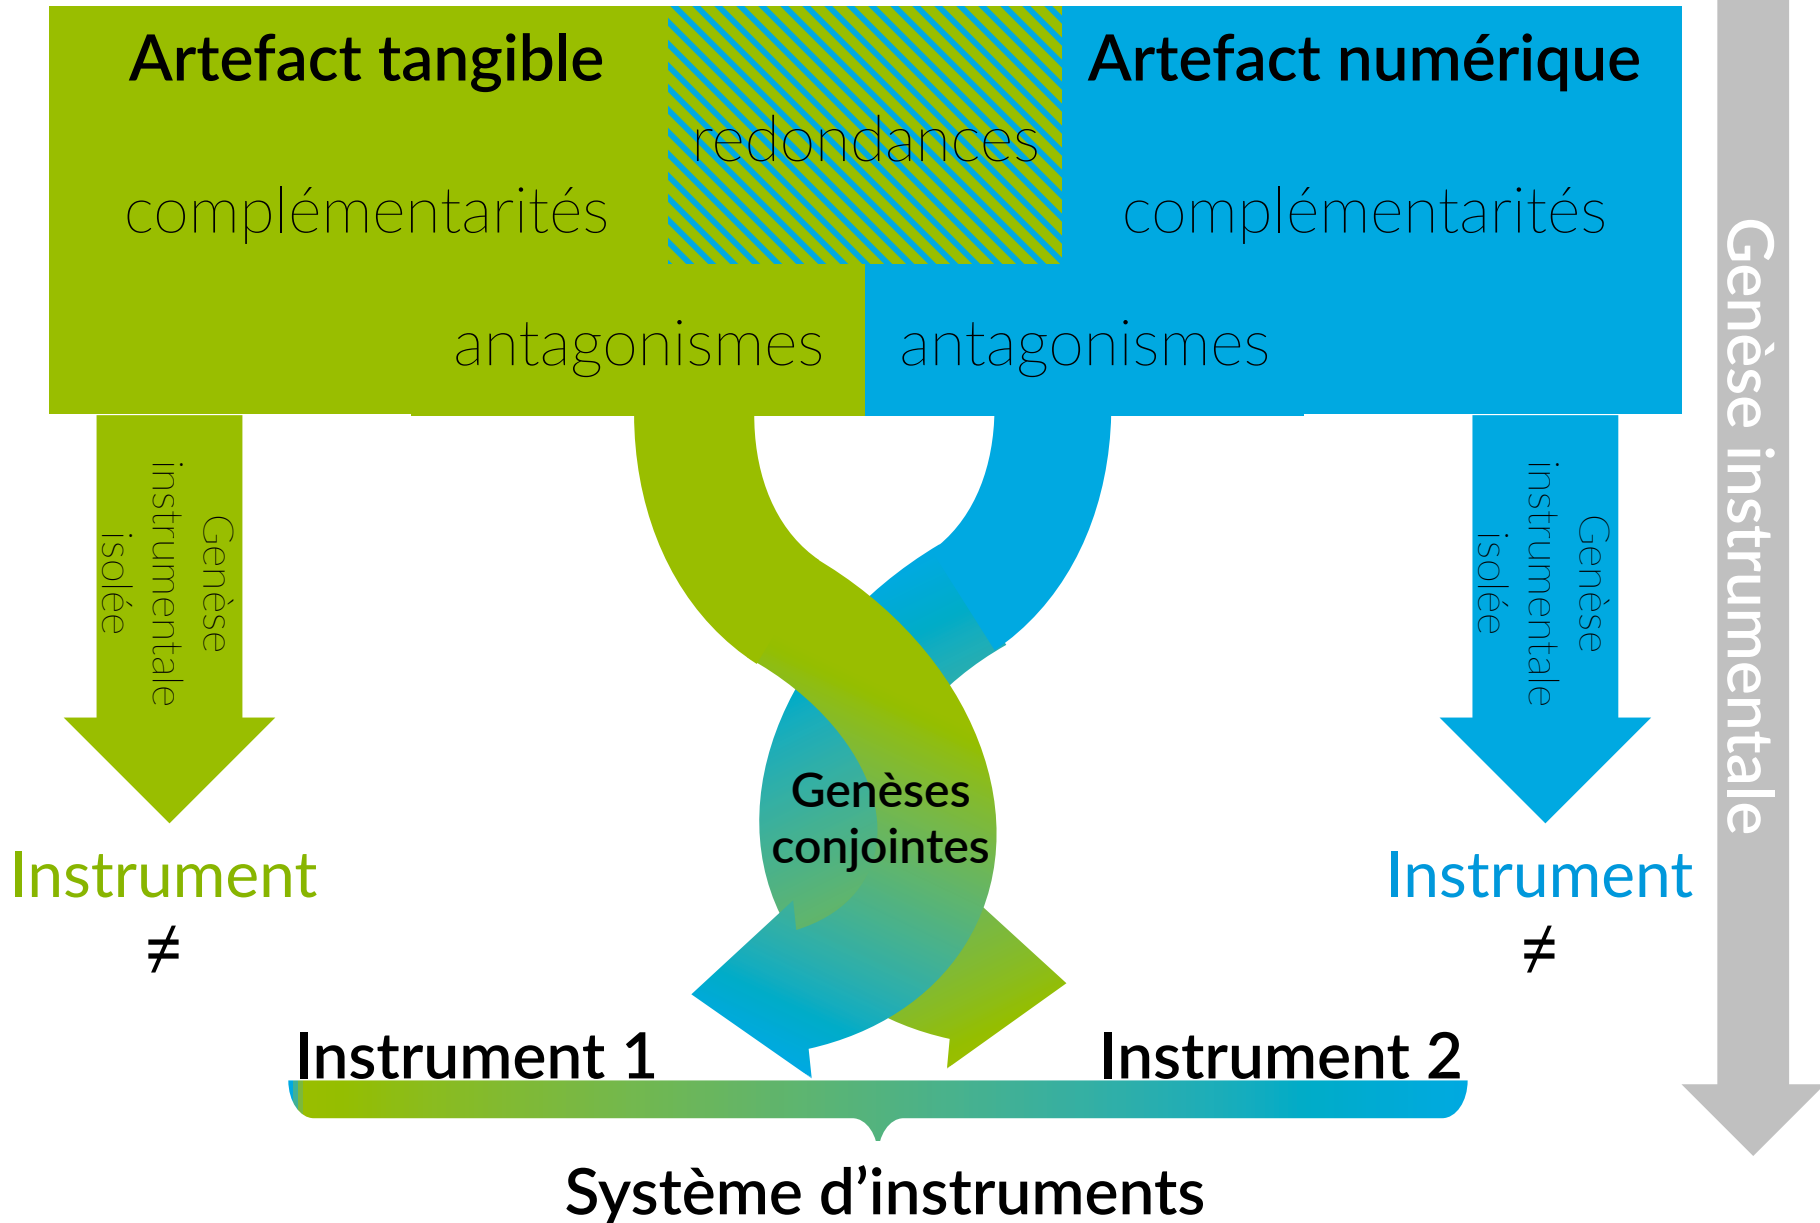 Artefact tangible
Artefact numérique
redondances
complémentarités
complémentarités
antagonismes
antagonismes
Genèse
instrumentale
isolée
Genèse
instrumentale
isolée
Genèse instrumentale
Genèses
conjointes
Instrument
≠
Instrument
≠
Instrument 1
Instrument 2
Système d’instruments